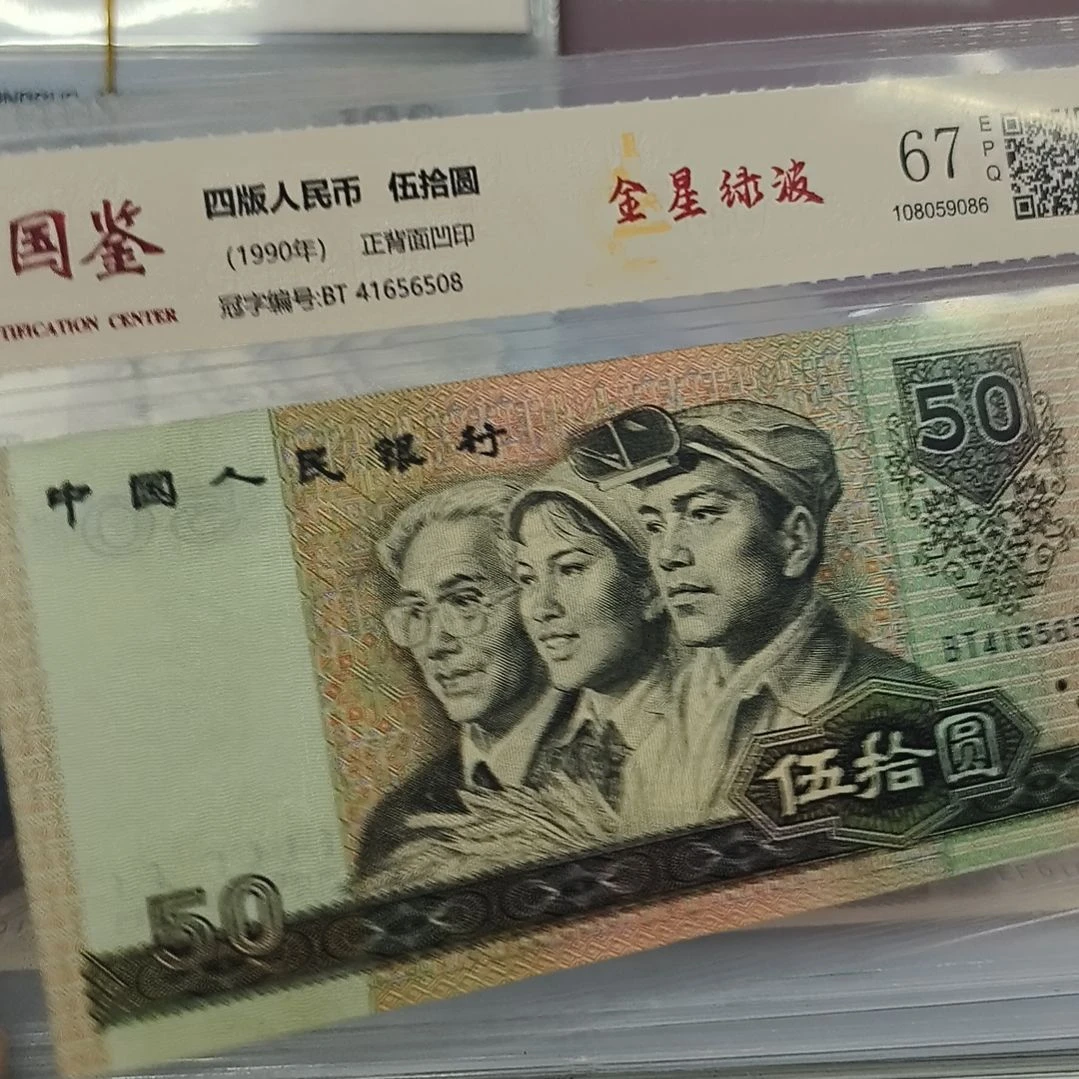 国鉴
TIFICATION CENTER
四版人民币 伍拾圆
(1990年) 正背面凹印
冠字编号:BT 41656508
金星绿波
67
EPQ
108059086
中国人民银行
50
BT416565
伍拾圆
50